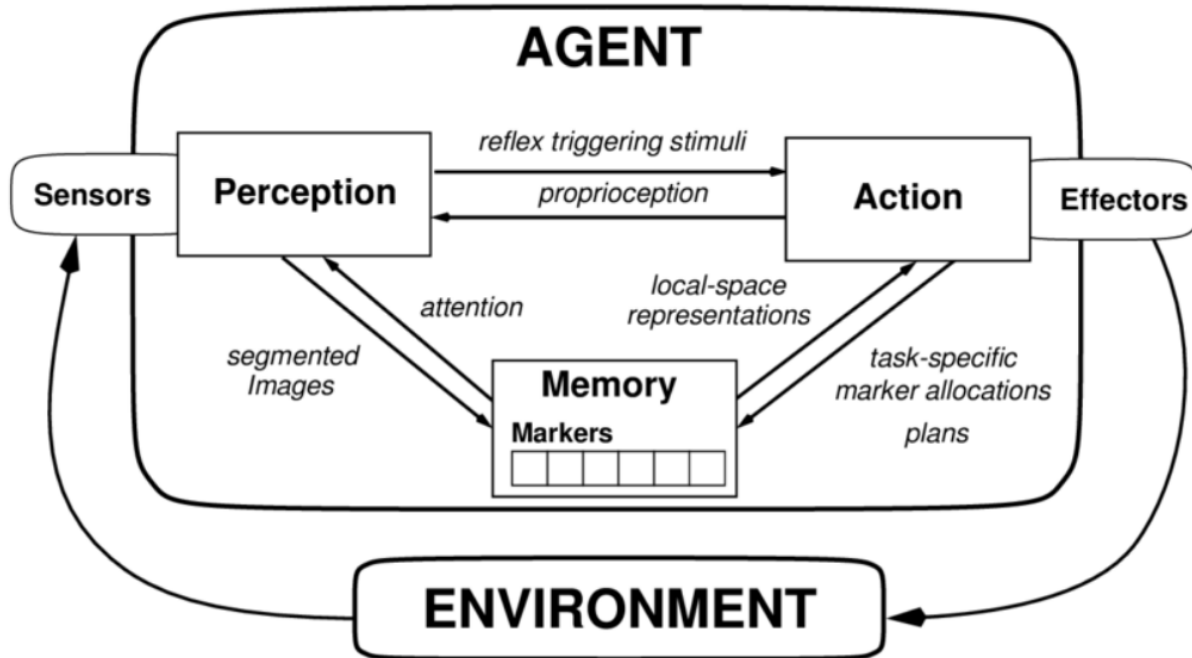 AGENT
reflex triggering stimuli
Sensors
Perception
proprioception
Action
Effectors
attention
local-space
representations
segmented
Images
task-specific
marker allocations
plans
Memory
Markers
ENVIRONMENT